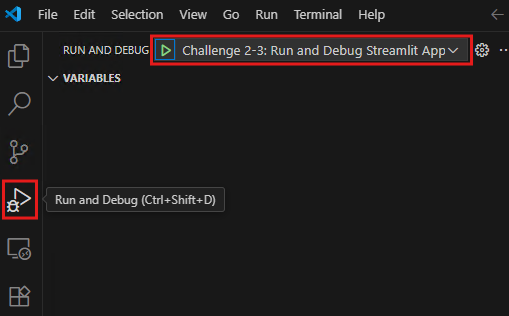 File Edit Selection View Go Run Terminal Help
RUN AND DEBUG Challenge 2-3: Run and Debug Streamlit App
VARIABLES
Run and Debug (Ctrl+Shift+D)